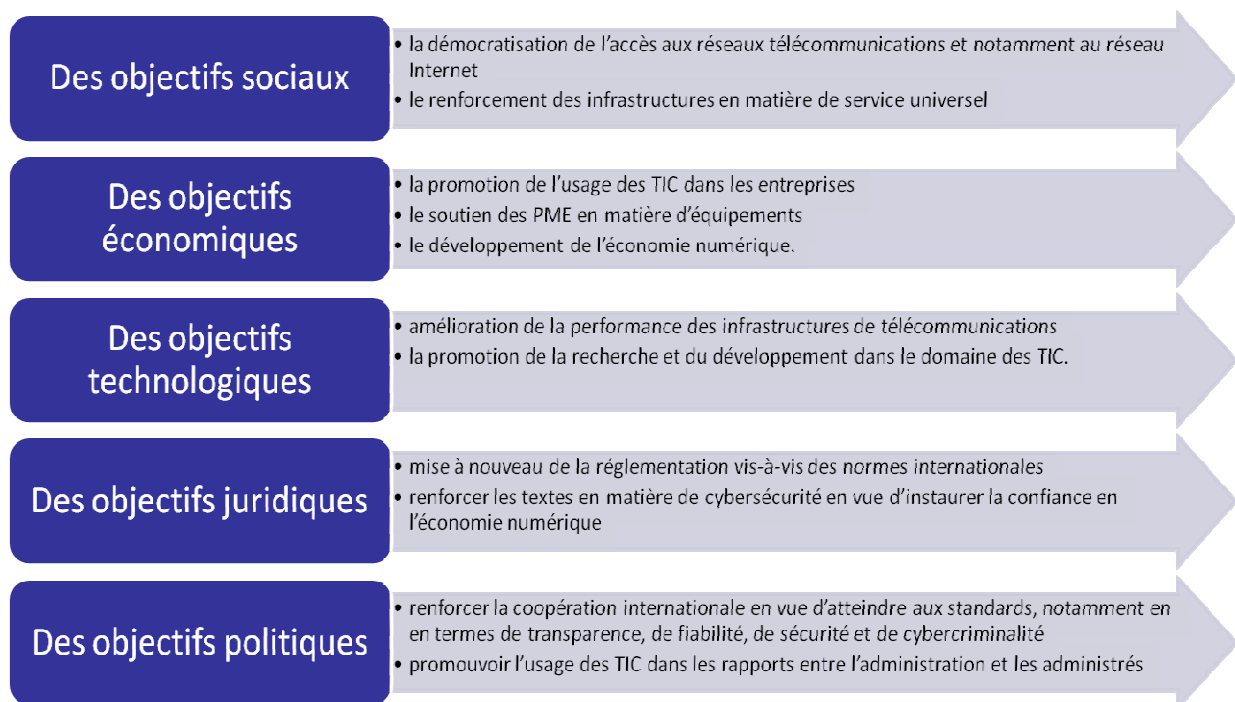 Des objectifs sociaux
• la démocratisation de l'accès aux réseaux télécommunications et notamment au réseau
Internet
• le renforcement des infrastructures en matière de service universel
Des objectifs
économiques
• la promotion de l'usage des TIC dans les entreprises
• le soutien des PME en matière d'équipements
• le développement de l'économie numérique.
Des objectifs
technologiques
• amélioration de la performance des infrastructures de télécommunications
• la promotion de la recherche et du développement dans le domaine des TIC.
Des objectifs juridiques
• mise à nouveau de la réglementation vis-à-vis des normes internationales
• renforcer les textes en matière de cybersécurité en vue d'instaurer la confiance en
l'économie numérique
Des objectifs politiques
• renforcer la coopération internationale en vue d'atteindre aux standards, notamment en
en termes de transparence, de fiabilité, de sécurité et de cybercriminalité
• promouvoir l'usage des TIC dans les rapports entre l'administration et les administrés